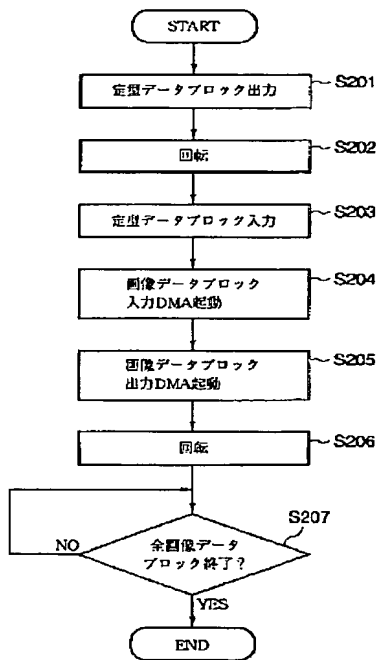 START
定型データブロック出力
S201
回転
S202
定型データブロック入力
S203
画像データブロック
入力DMA起動
S204
画像データブロック
出力DMA起動
S205
回転
S206
全画像データ
ブロック終了?
S207
NO
YES
END